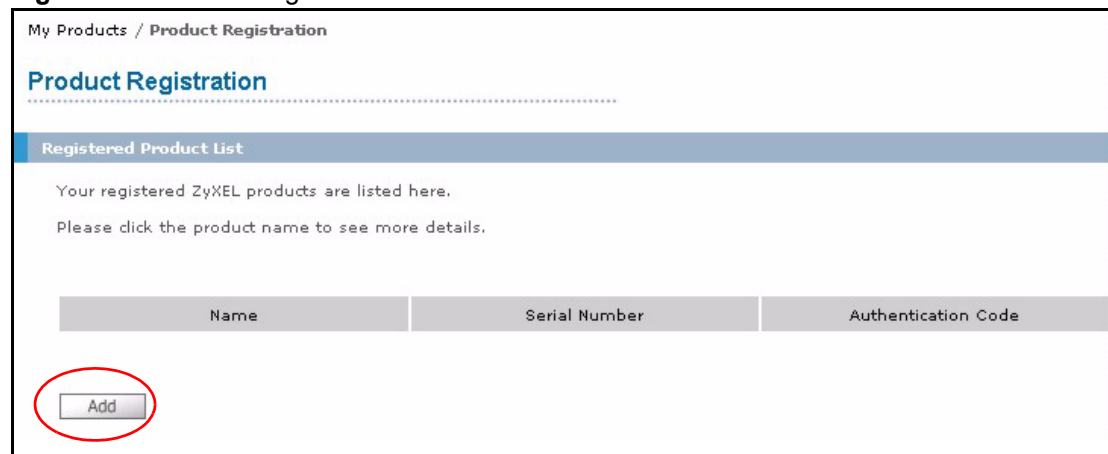 My Products / Product Registration
Product Registration
Registered Product List
Your registered ZyXEL products are listed here.
Please click the product name to see more details.
Name Serial Number Authentication Code
Add